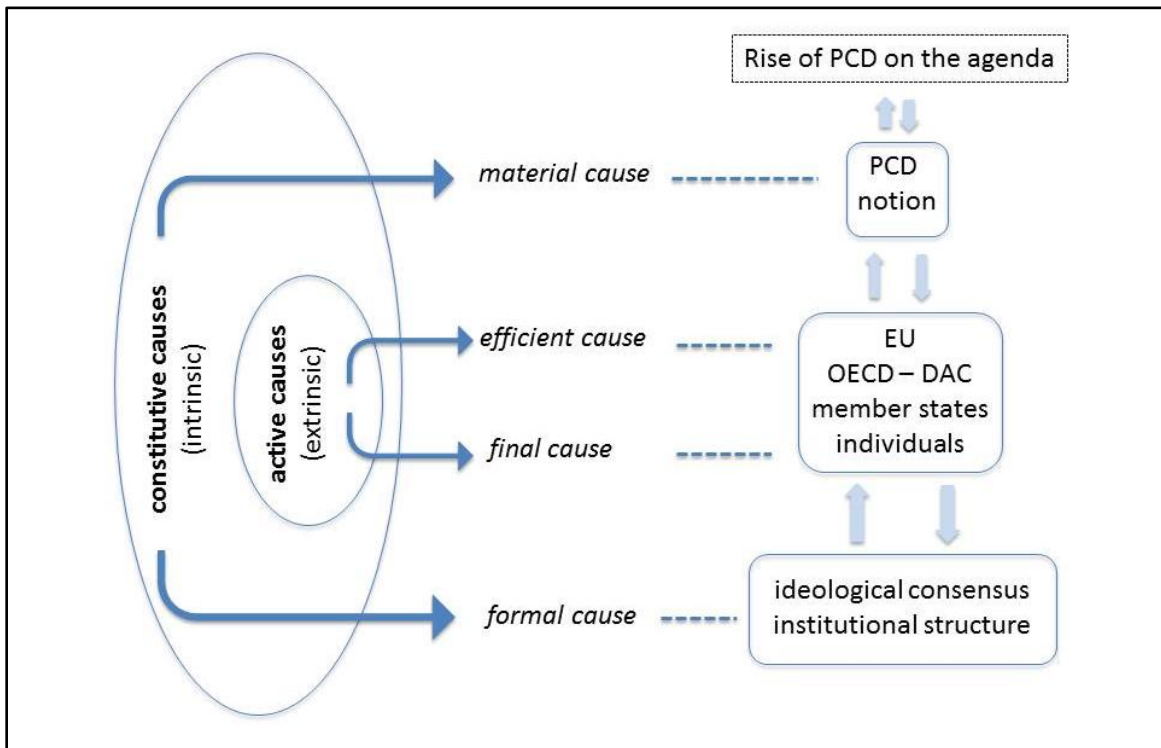 Rise of PCD on the agenda
material cause
PCD
notion
constitutive causes
(intrinsic)
active causes
(extrinsic)
efficient cause
final cause
EU
OECD – DAC
member states
individuals
formal cause
ideological consensus
institutional structure